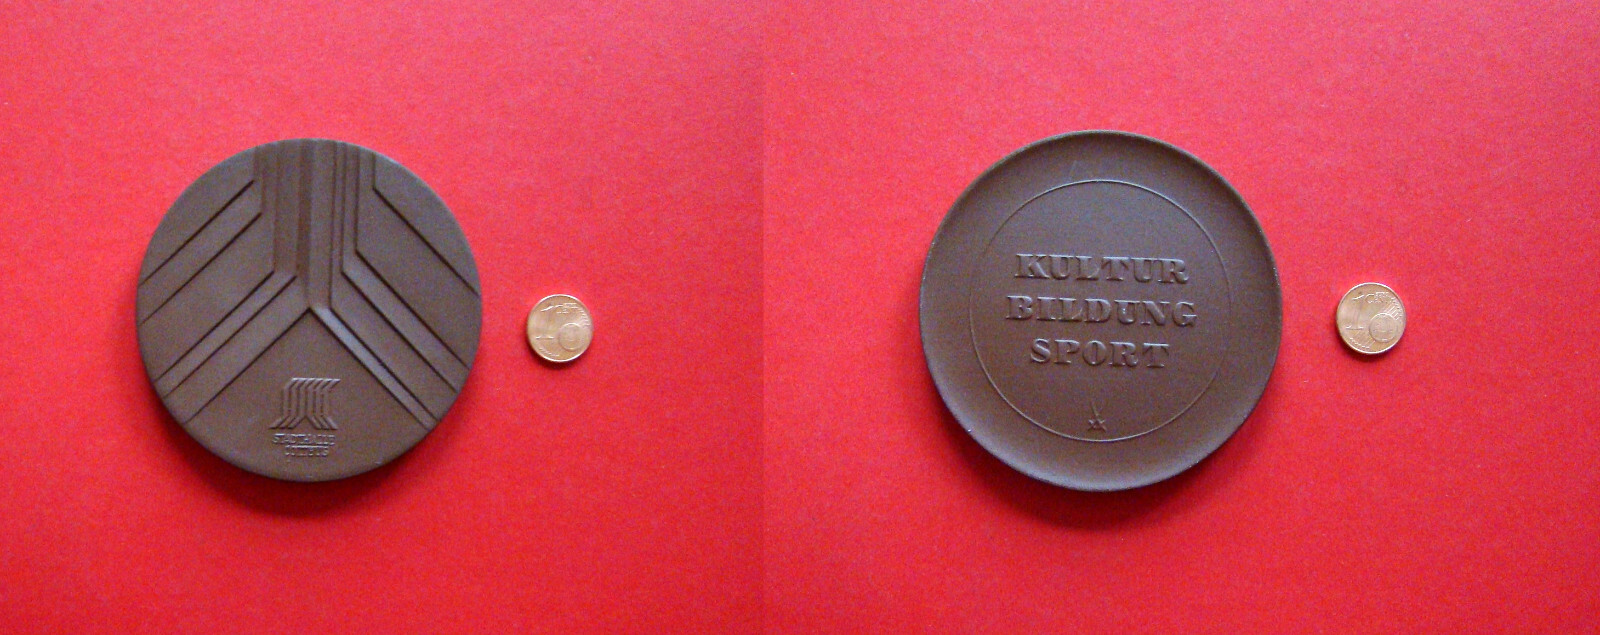 STADTHALLE
COTTBUS
KULTUR
BILDUNG
SPORT